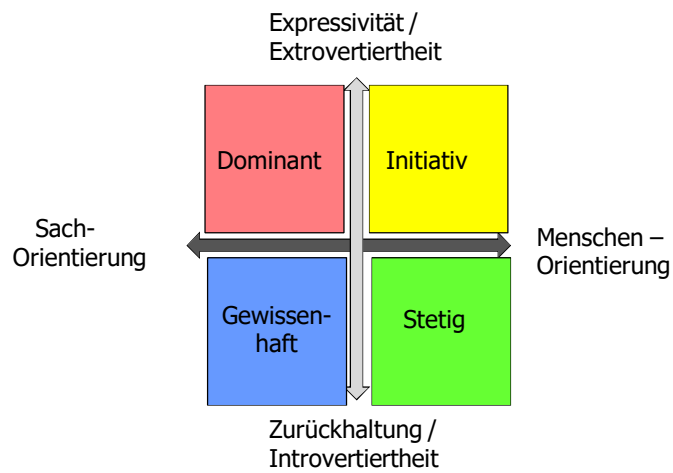 Expressivität /
Extrovertiertheit
Dominant
Initiativ
Sach-
Orientierung
Menschen –
Orientierung
Gewissen-
haft
Stetig
Zurückhaltung /
Introvertiertheit